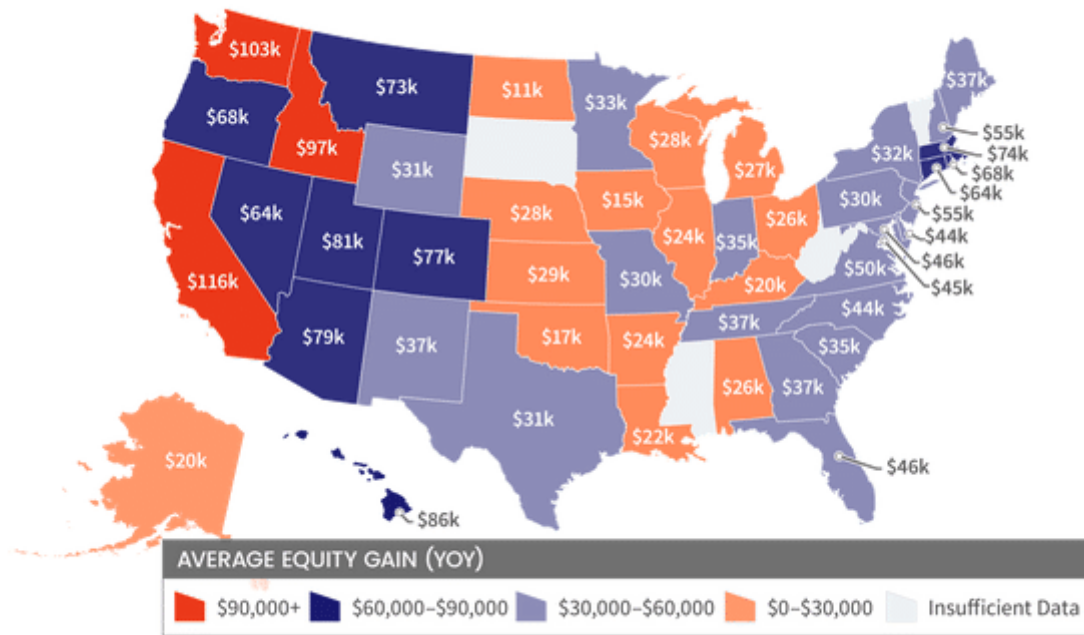 $103k
$73k
$11k
$33k
$37k
$68k
$97k
$31k
$28k
$27k
$32k
$55k
$74k
$68k
$64k
$64k
$81k
$77k
$28k
$15k
$24k
$35k
$26k
$30k
$55k
$44k
$46k
$45k
$116k
$79k
$37k
$29k
$30k
$20k
$50k
$44k
$17k
$24k
$37k
$35k
$31k
$22k
$26k
$37k
$46k
$20k
$86k
AVERAGE EQUITY GAIN (YOY)
$90,000+ $60,000–$90,000 $30,000–$60,000 $0–$30,000 Insufficient Data